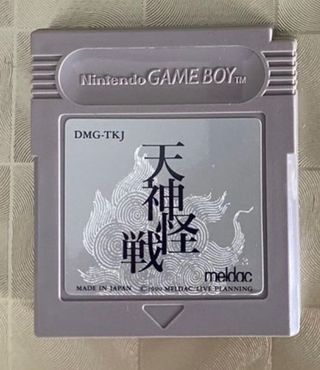 Nintendo GAME BOY TM
DMG-TKJ
天神怪戦
meldac
MADE IN JAPAN ©1990 MELDAC/LIVE PLANNING